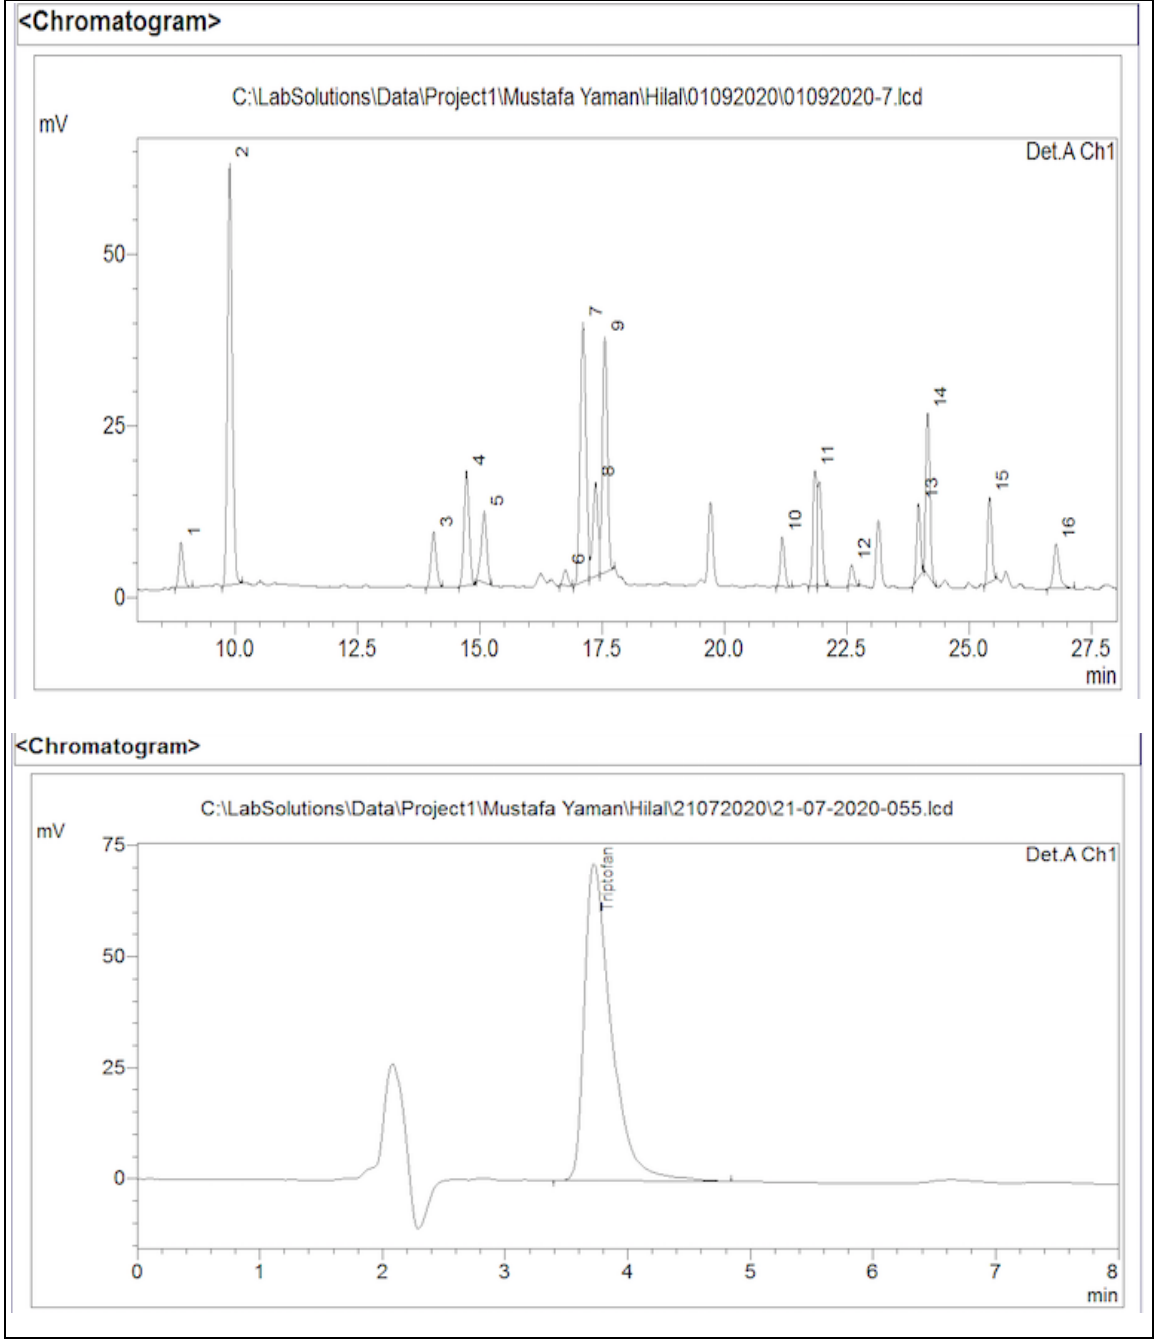 <Chromatogram>
C:\LabSolutions\Data\Project1\Mustafa Yaman\Hilal\01092020\01092020-7.lcd
mV
Det.A Ch1
2
50
7
9
14
25
11
4
8
15
13
5
16
3
10
1
12
6
0
10.0 12.5 15.0 17.5 20.0 22.5 25.0 27.5
min
<Chromatogram>
C:\LabSolutions\Data\Project1\Mustafa Yaman\Hilal\21072020\21-07-2020-055.lcd
mV
75
Det.A Ch1
Triptofan
50
25
0
0 1 2 3 4 5 6 7 8
min